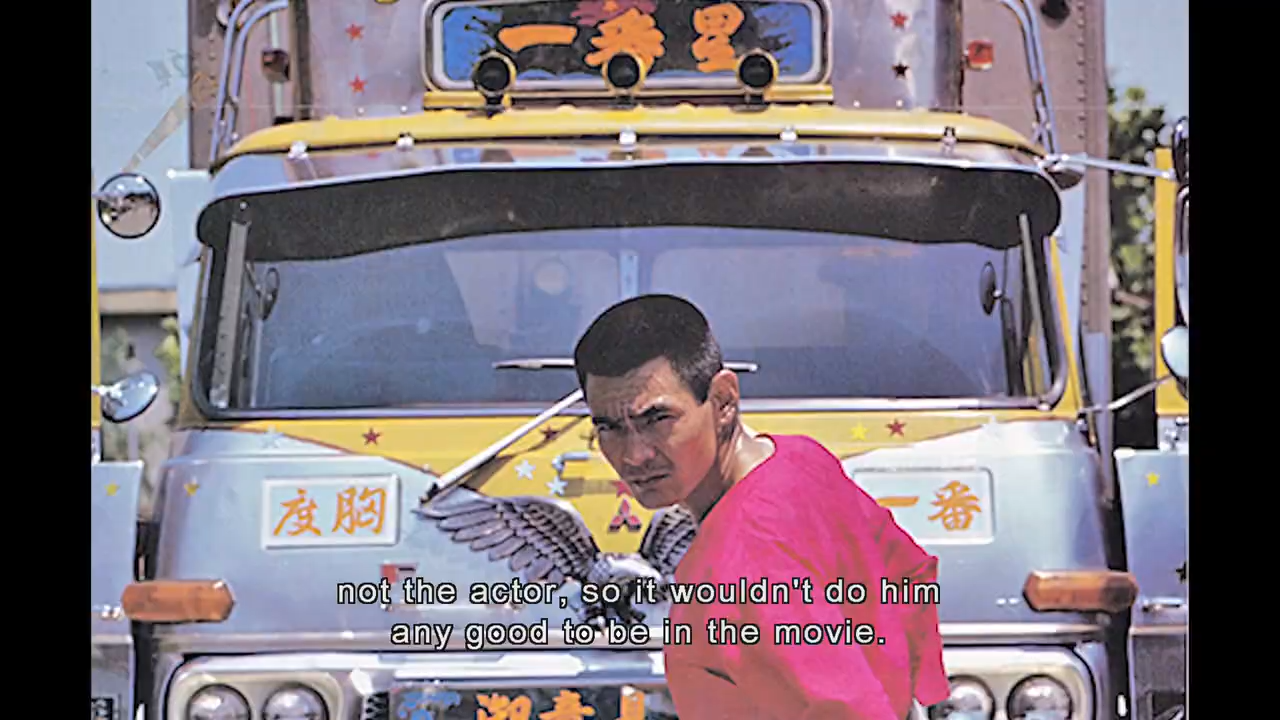 一番星
度胸
一番
not the actor, so it wouldn't do him
any good to be in the movie.